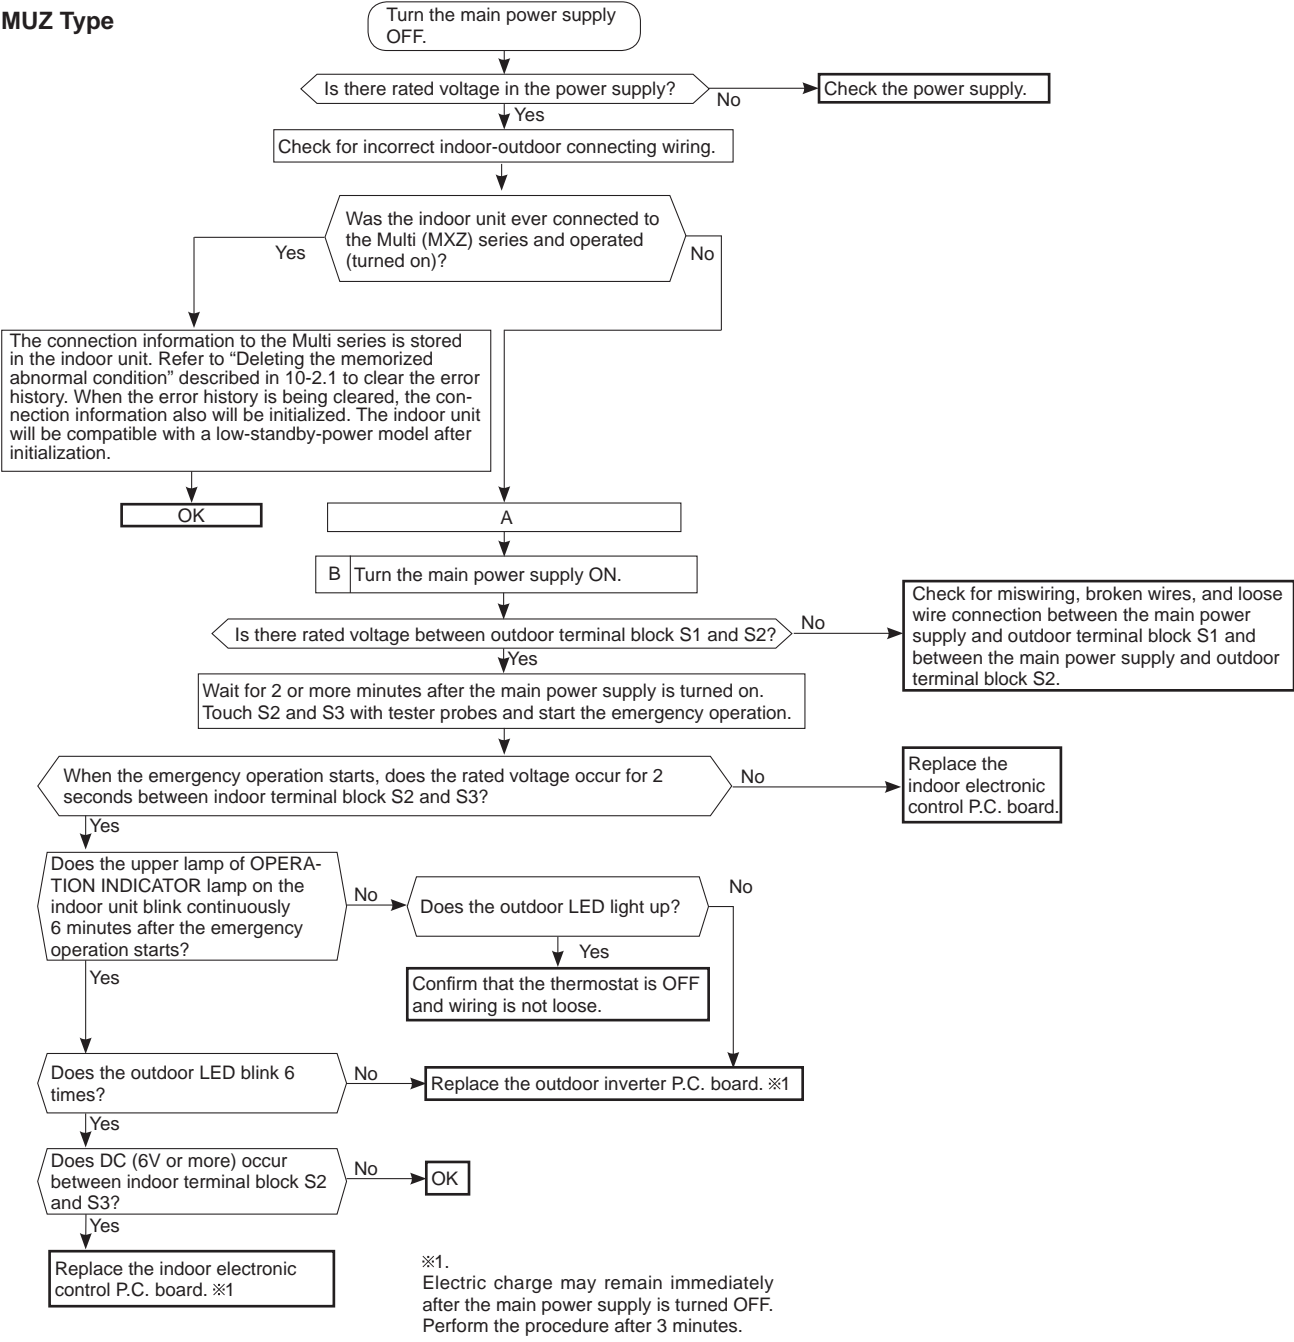 MUZ Type
Turn the main power supply
OFF.
Is there rated voltage in the power supply?
No
Check the power supply.
Yes
Check for incorrect indoor-outdoor connecting wiring.
Was the indoor unit ever connected to
the Multi (MXZ) series and operated
(turned on)?
Yes
No
The connection information to the Multi series is stored
in the indoor unit. Refer to “Deleting the memorized
abnormal condition” described in 10-2.1 to clear the error
history. When the error history is being cleared, the con-
nection information also will be initialized. The indoor unit
will be compatible with a low-standby-power model after
initialization.
OK
A
B
Turn the main power supply ON.
Is there rated voltage between outdoor terminal block S1 and S2?
No
Check for miswiring, broken wires, and loose
wire connection between the main power
supply and outdoor terminal block S1 and
between the main power supply and outdoor
terminal block S2.
Yes
Wait for 2 or more minutes after the main power supply is turned on.
Touch S2 and S3 with tester probes and start the emergency operation.
When the emergency operation starts, does the rated voltage occur for 2
seconds between indoor terminal block S2 and S3?
No
Replace the
indoor electronic
control P.C. board.
Yes
Does the upper lamp of OPERA-
TION INDICATOR lamp on the
indoor unit blink continuously
6 minutes after the emergency
operation starts?
No
Does the outdoor LED light up?
No
Yes
Confirm that the thermostat is OFF
and wiring is not loose.
Yes
Does the outdoor LED blink 6
times?
No
Replace the outdoor inverter P.C. board. ※1
Yes
Does DC (6V or more) occur
between indoor terminal block S2
and S3?
No
OK
Yes
Replace the indoor electronic
control P.C. board. ※1
※1.
Electric charge may remain immediately
after the main power supply is turned OFF.
Perform the procedure after 3 minutes.